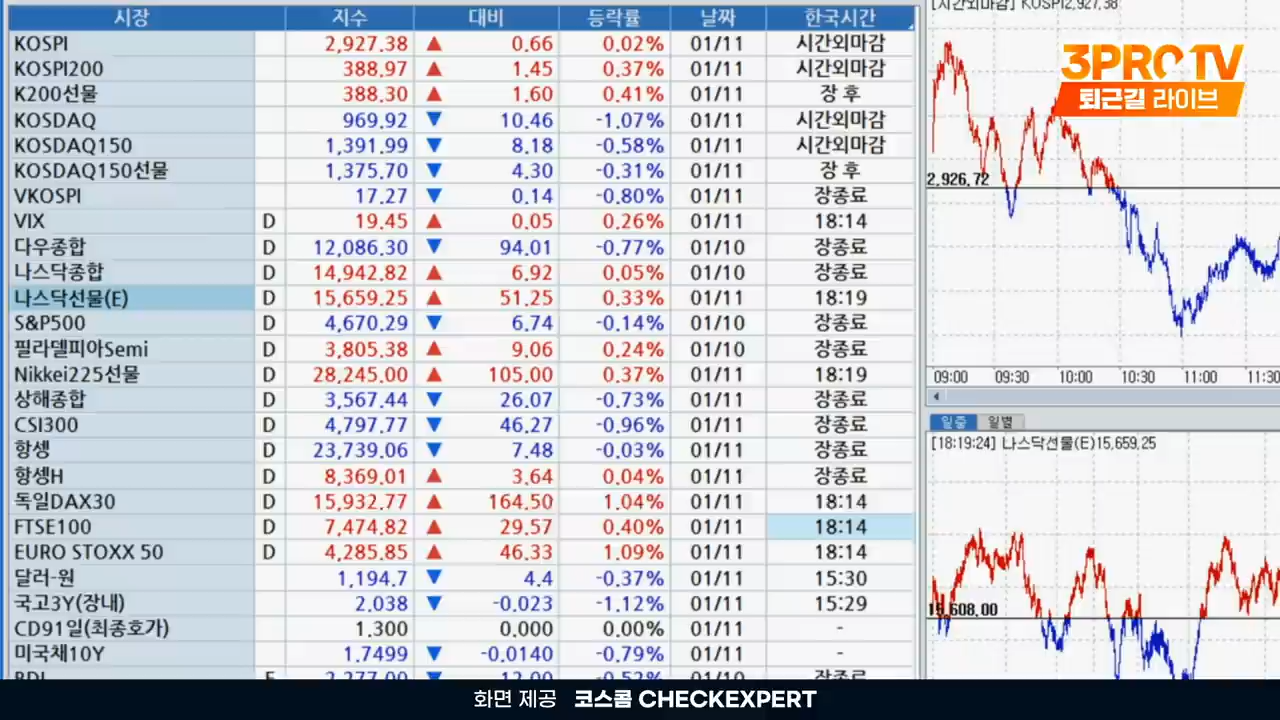 시장 지수 대비 등락률 날짜 한국시간
KOSPI 2,927.38 ▲ 0.66 0.02% 01/11 시간외마감
KOSPI200 388.97 ▲ 1.45 0.37% 01/11 시간외마감
K200선물 388.30 ▲ 1.60 0.41% 01/11 장 후
KOSDAQ 969.92 ▼ 10.46 -1.07% 01/11 시간외마감
KOSDAQ150 1,391.99 ▼ 8.18 -0.58% 01/11 시간외마감
KOSDAQ150선물 1,375.70 ▼ 4.30 -0.31% 01/11 장 후
VKOSPI 17.27 ▼ 0.14 -0.80% 01/11 장종료
VIX D 19.45 ▲ 0.05 0.26% 01/11 18:14
다우종합 D 12,086.30 ▼ 94.01 -0.77% 01/10 장종료
나스닥종합 D 14,942.82 ▲ 6.92 0.05% 01/10 장종료
나스닥선물(E) D 15,659.25 ▲ 51.25 0.33% 01/11 18:19
S&P500 D 4,670.29 ▼ 6.74 -0.14% 01/10 장종료
필라델피아Semi D 3,805.38 ▲ 9.06 0.24% 01/10 장종료
Nikkei225선물 D 28,245.00 ▲ 105.00 0.37% 01/11 18:19
상해종합 D 3,567.44 ▼ 26.07 -0.73% 01/11 장종료
CSI300 D 4,797.77 ▼ 46.27 -0.96% 01/11 장종료
항셍 D 23,739.06 ▼ 7.48 -0.03% 01/11 장종료
항셍H D 8,369.01 ▲ 3.64 0.04% 01/11 장종료
독일DAX30 D 15,932.77 ▲ 164.50 1.04% 01/11 18:14
FTSE100 D 7,474.82 ▲ 29.57 0.40% 01/11 18:14
EURO STOXX 50 D 4,285.85 ▲ 46.33 1.09% 01/11 18:14
달러-원 1,194.7 ▼ 4.4 -0.37% 01/11 15:30
국고3Y(장내) 2.038 ▼ -0.023 -1.12% 01/11 15:29
CD91일(최종호가) 1.300 0.000 0.00% 01/11 -
미국채10Y 1.7499 ▼ -0.0140 -0.79% 01/11 -
[시간외마감] KOSPI2,927.38
3PRO TV
퇴근길 라이브
2,926.72
09:00 09:30 10:00 10:30 11:00 11:30
일중 일별
[18:19:24] 나스닥선물(E)15,659.25
15,608.00
화면 제공 코스콤 CHECKEXPERT